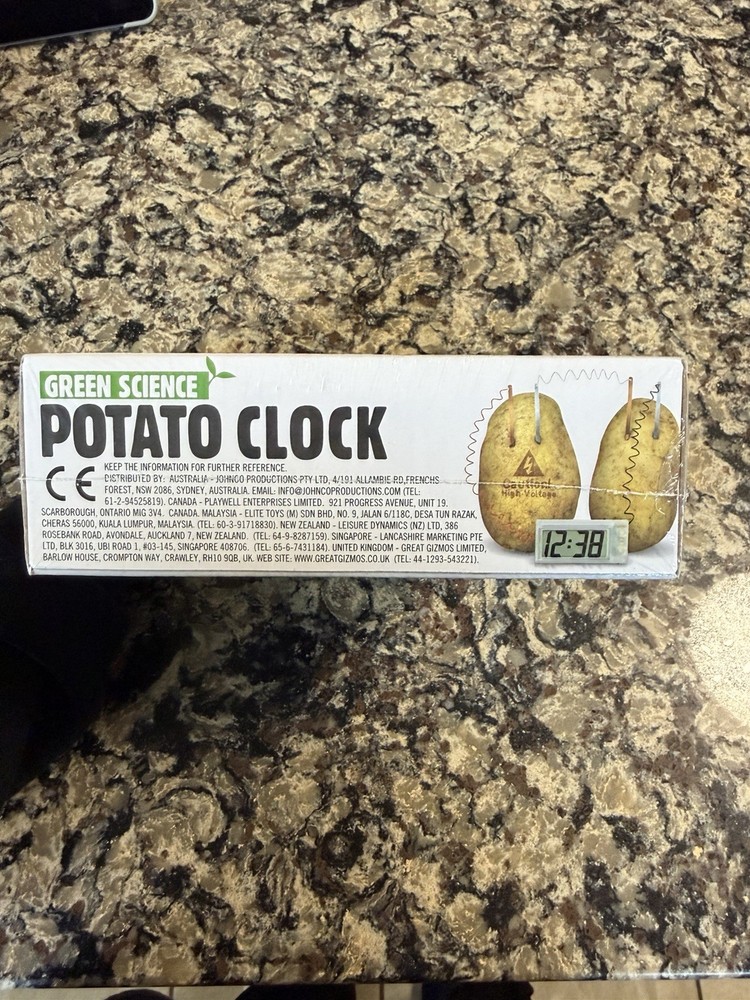 GREEN SCIENCE
POTATO CLOCK
CE
KEEP THE INFORMATION FOR FURTHER REFERENCE.
DISTRIBUTED BY: AUSTRALIA - JOHNCO PRODUCTIONS PTY LTD, 4/191 ALLAMBIE RD,FRENCHS
FOREST, NSW 2086, SYDNEY, AUSTRALIA. EMAIL: INFO@JOHNCOPRODUCTIONS.COM (TEL:
61-2-94525819). CANADA - PLAYWELL ENTERPRISES LIMITED. 921 PROGRESS AVENUE, UNIT 19.
SCARBOROUGH, ONTARIO MIG 3V4. CANADA. MALAYSIA - ELITE TOYS (M) SDN BHD, NO. 9, JALAN 6/118C, DESA TUN RAZAK,
CHERAS 56000, KUALA LUMPUR, MALAYSIA. (TEL: 60-3-91718830). NEW ZEALAND - LEISURE DYNAMICS (NZ) LTD, 386
ROSEBANK ROAD, AVONDALE, AUCKLAND 7, NEW ZEALAND. (TEL: 64-9-8287159). SINGAPORE - LANCASHIRE MARKETING PTE
LTD, BLK 3016, UBI ROAD 1, #03-145, SINGAPORE 408706. (TEL: 65-6-7431184). UNITED KINGDOM - GREAT GIZMOS LIMITED,
BARLOW HOUSE, CROMPTON WAY, CRAWLEY, RH10 9QB, UK. WEB SITE: WWW.GREATGIZMOS.CO.UK (TEL: 44-1293-543221).
Caution!
High Voltage
12:38